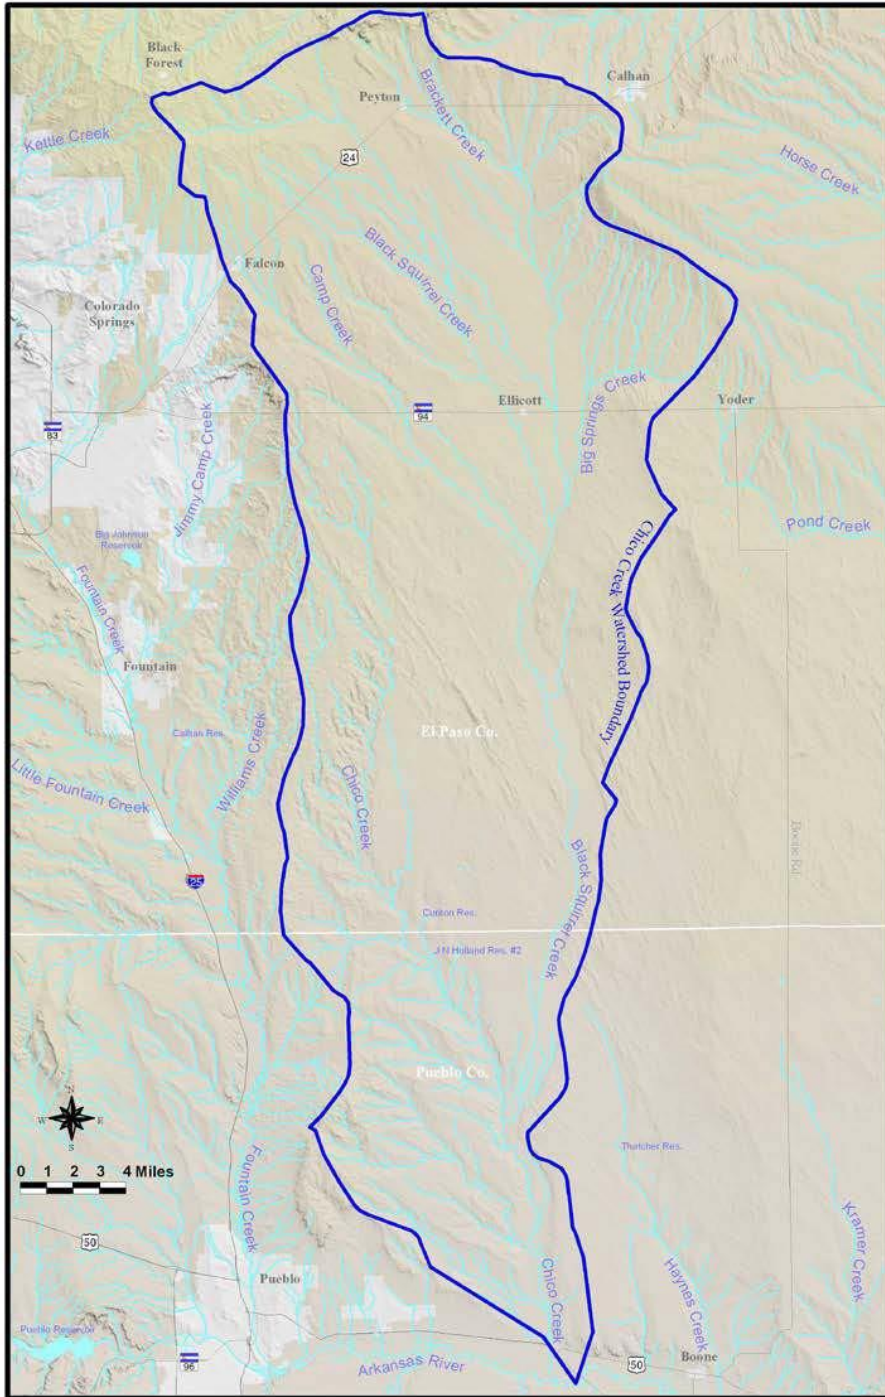 Black
Forest
Calhan
Peyton
Brackett Creek
Kettle Creek
24
Horse Creek
Black Squirrel Creek
Falcon
Camp Creek
Colorado
Springs
Big Springs Creek
Ellicott
Yoder
94
83
Jimmy Camp Creek
Pond Creek
Big Johnson
Reservoir
Chico Creek Watershed Boundary
Fountain Creek
Fountain
El Paso Co.
Calhan Res.
Williams Creek
Little Fountain Creek
Chico Creek
Boone Rd
Black Squirrel Creek
25
J N Holland Res. #2
Pueblo Co.
N
W E
S
Thatcher Res.
0 1 2 3 4 Miles
Fountain Creek
Kramer Creek
50
Chico Creek
Haynes Creek
Pueblo
Pueblo Reservoir
96
Arkansas River
50
Boone